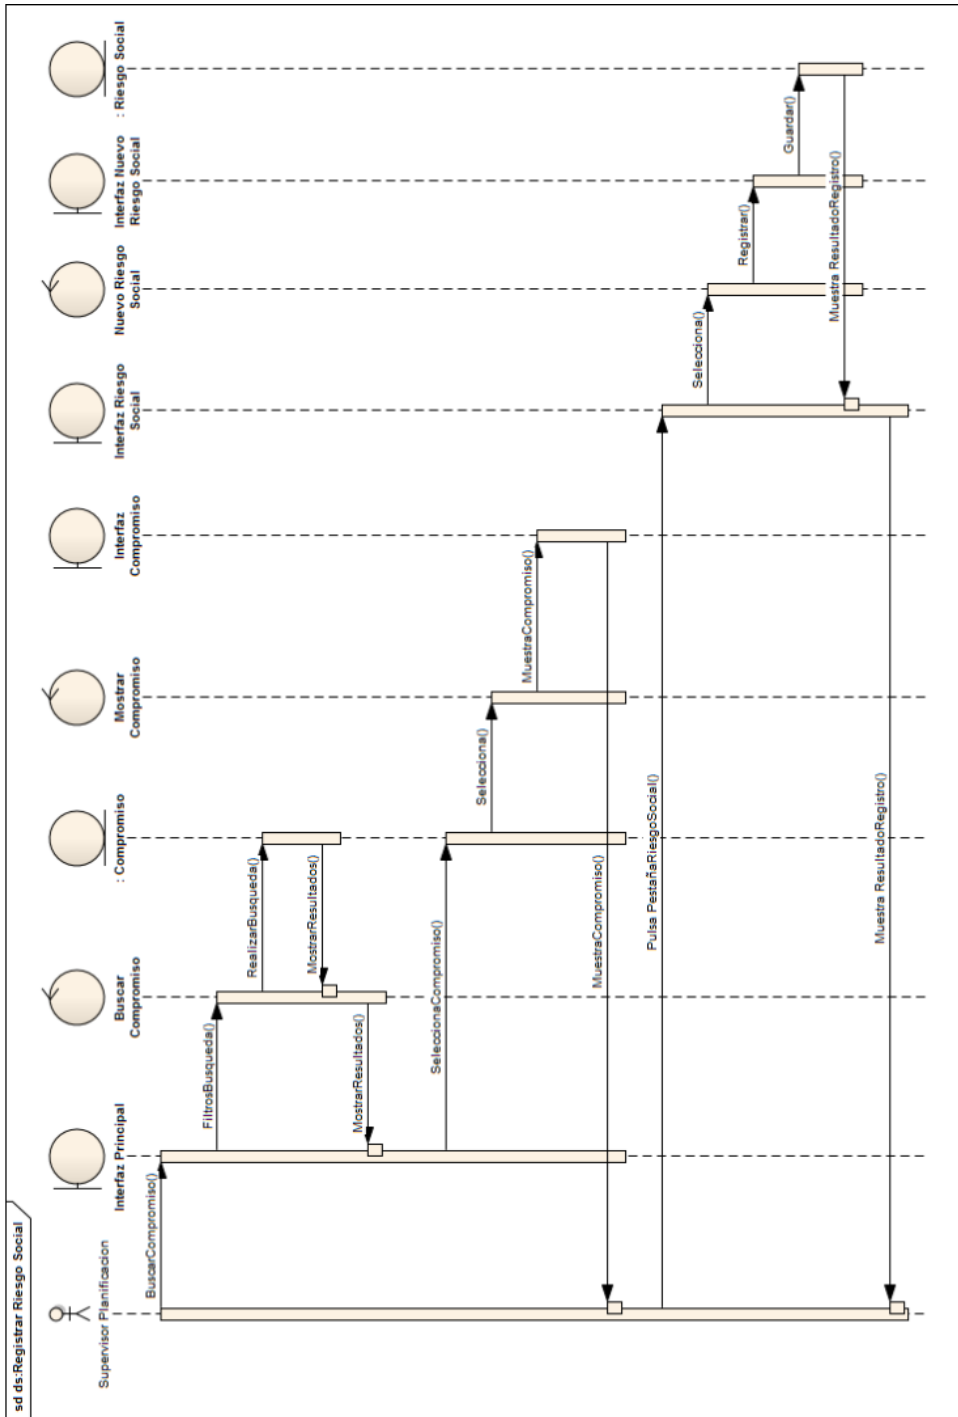 sd ds:Registrar Riesgo Social
Supervisor Planificacion
Interfaz Principal
Buscar
Compromiso
: Compromiso
Mostrar
Compromiso
Interfaz
Compromiso
Interfaz Riesgo
Social
Nuevo Riesgo
Social
Interfaz Nuevo
Riesgo Social
: Riesgo Social
BuscarCompromiso()
FiltrosBusqueda()
RealizarBusqueda()
MostrarResultados()
MostrarResultados()
SeleccionaCompromiso()
Selecciona()
MuestraCompromiso()
MuestraCompromiso()
Pulsa PestañaRiesgoSocial()
Selecciona()
Registrar()
Guardar()
Muestra ResultadoRegistro()
Muestra ResultadoRegistro()